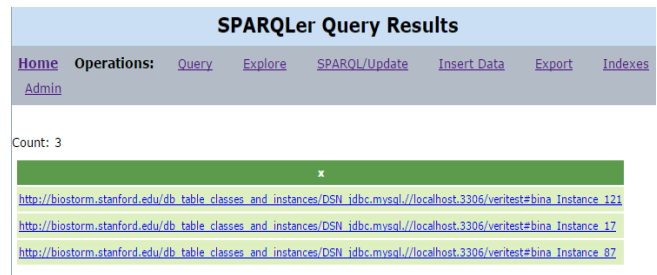 SPARQLer Query Results
Home Operations: Query Explore SPARQL/Update Insert Data Export Indexes
Admin
Count: 3
x
http://biostorm.stanford.edu/db_table_classes_and_instances/DSN_jdbc.mysql.//localhost.3306/veritest#bina_Instance_121
http://biostorm.stanford.edu/db_table_classes_and_instances/DSN_jdbc.mysql.//localhost.3306/veritest#bina_Instance_17
http://biostorm.stanford.edu/db_table_classes_and_instances/DSN_jdbc.mysql.//localhost.3306/veritest#bina_Instance_87